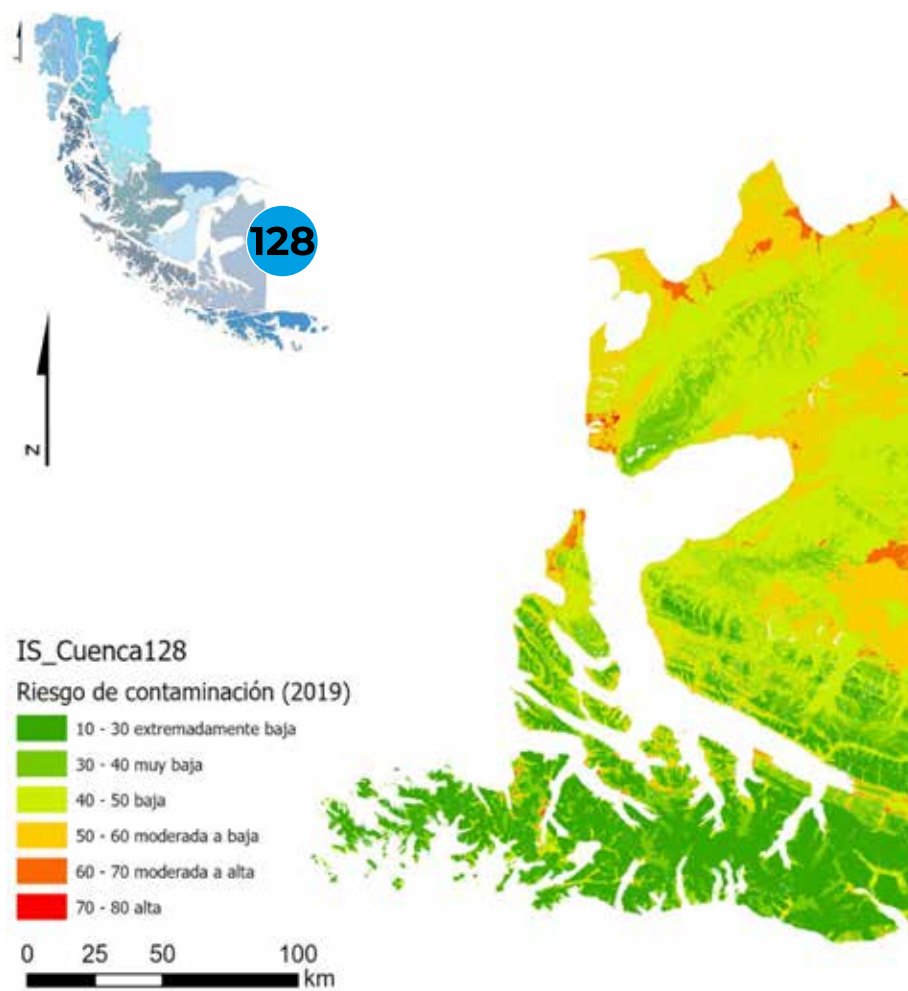 128
N
IS_Cuenca128
Riesgo de contaminación (2019)
10 - 30 extremadamente baja
30 - 40 muy baja
40 - 50 baja
50 - 60 moderada a baja
60 - 70 moderada a alta
70 - 80 alta
0 25 50 100
km